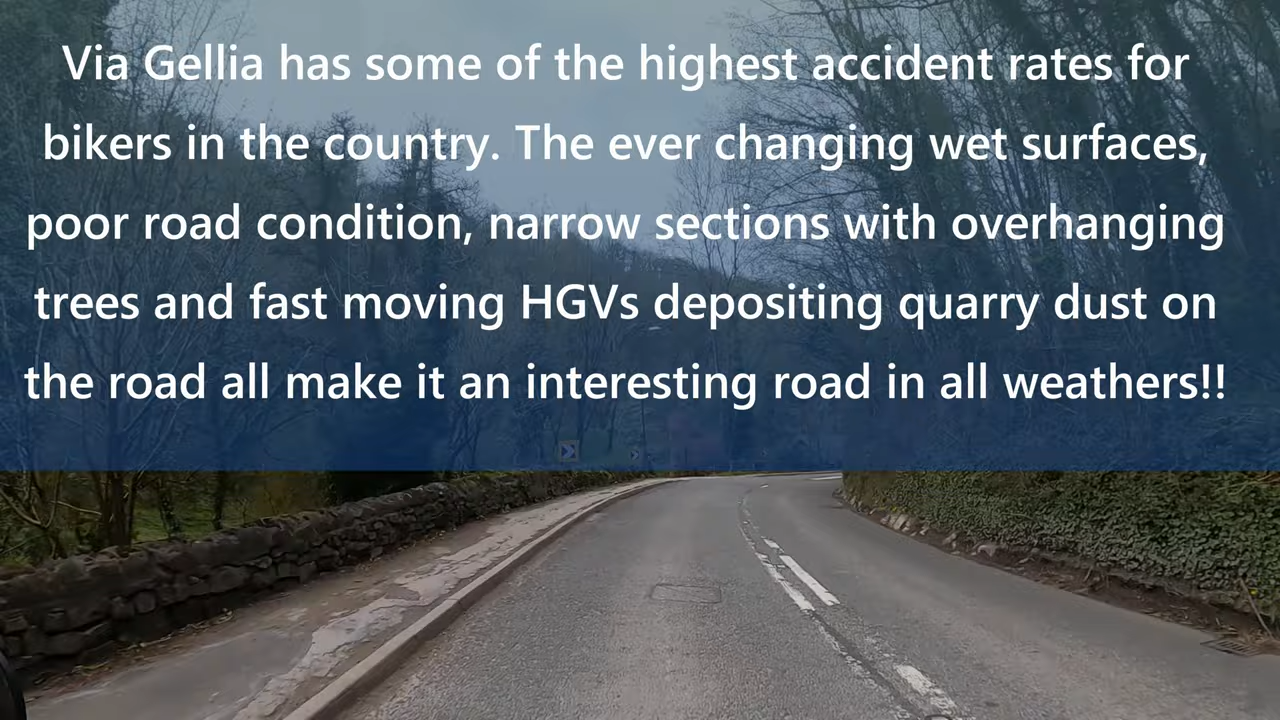 Via Gellia has some of the highest accident rates for
bikers in the country. The ever changing wet surfaces,
poor road condition, narrow sections with overhanging
trees and fast moving HGVs depositing quarry dust on
the road all make it an interesting road in all weathers!!